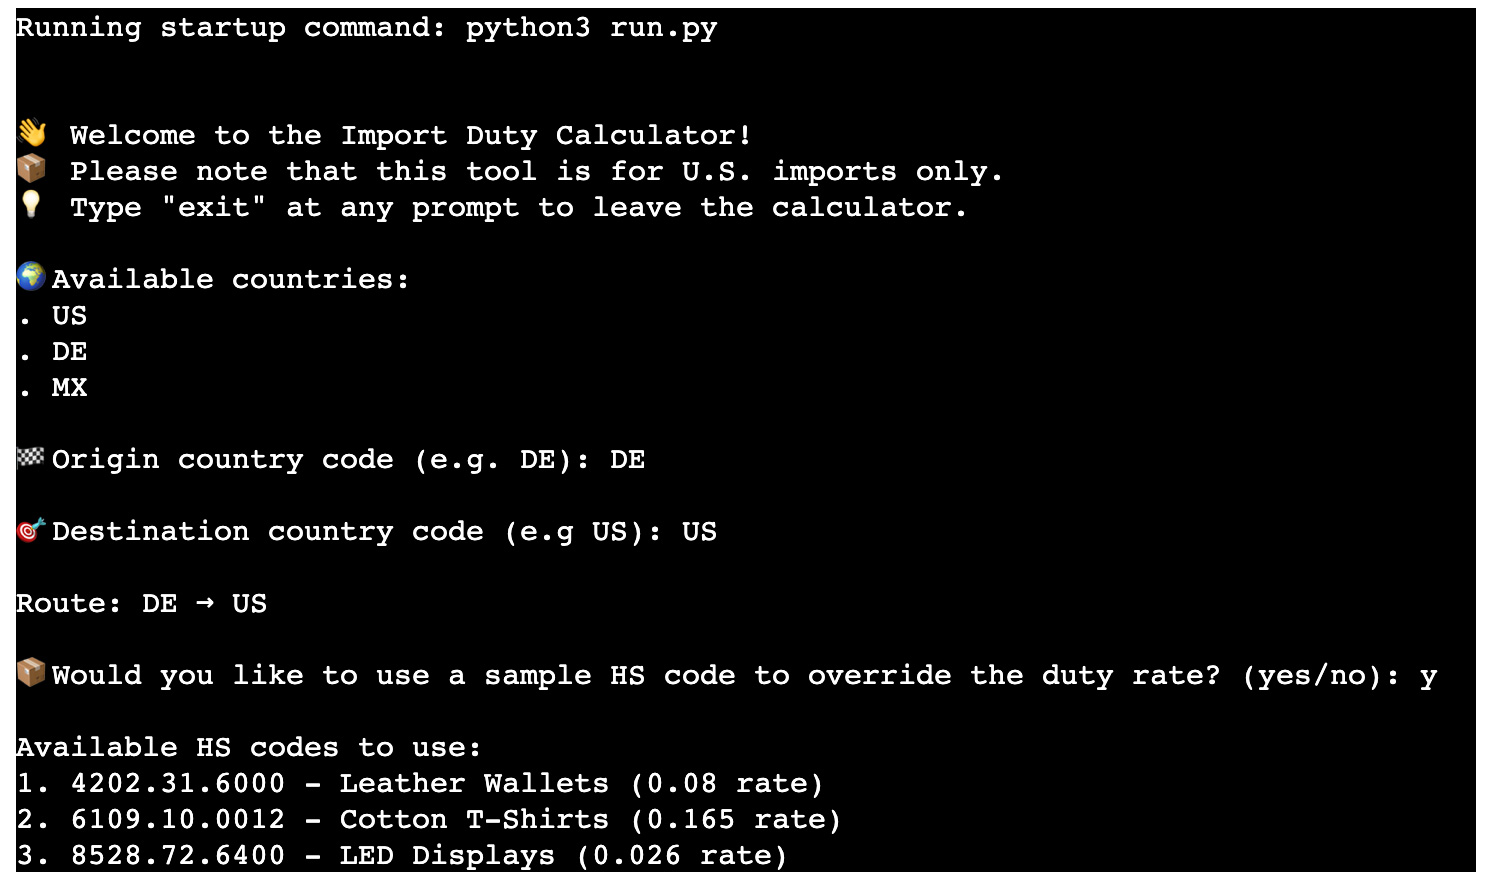 Running startup command: python3 run.py
👋 Welcome to the Import Duty Calculator!
📦 Please note that this tool is for U.S. imports only.
💡 Type "exit" at any prompt to leave the calculator.
🌍Available countries:
. US
. DE
. MX
🏁Origin country code (e.g. DE): DE
🎯Destination country code (e.g US): US
Route: DE → US
📦Would you like to use a sample HS code to override the duty rate? (yes/no): y
Available HS codes to use:
1. 4202.31.6000 - Leather Wallets (0.08 rate)
2. 6109.10.0012 - Cotton T-Shirts (0.165 rate)
3. 8528.72.6400 - LED Displays (0.026 rate)